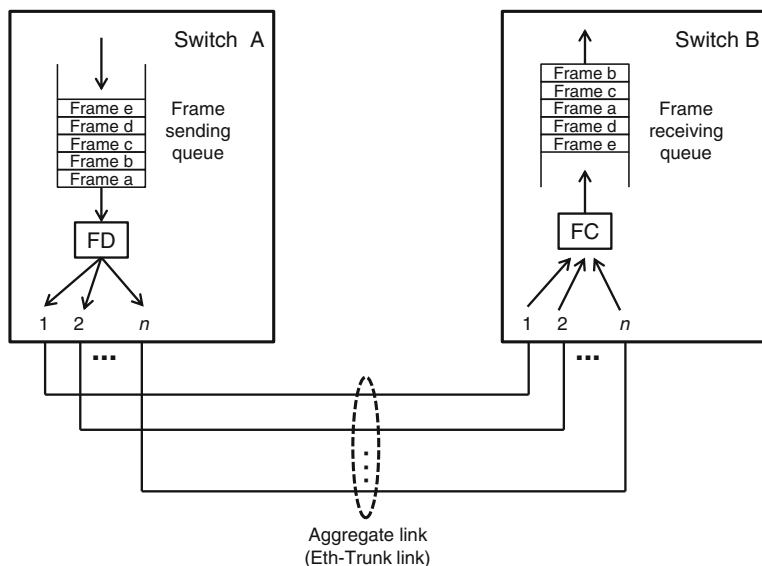 Switch A
Frame e
Frame d
Frame c
Frame b
Frame a
Frame
sending
queue
FD
1 2 n
...
Switch B
Frame b
Frame c
Frame a
Frame d
Frame e
Frame
receiving
queue
FC
1 2 n
...
...
Aggregate link
(Eth-Trunk link)